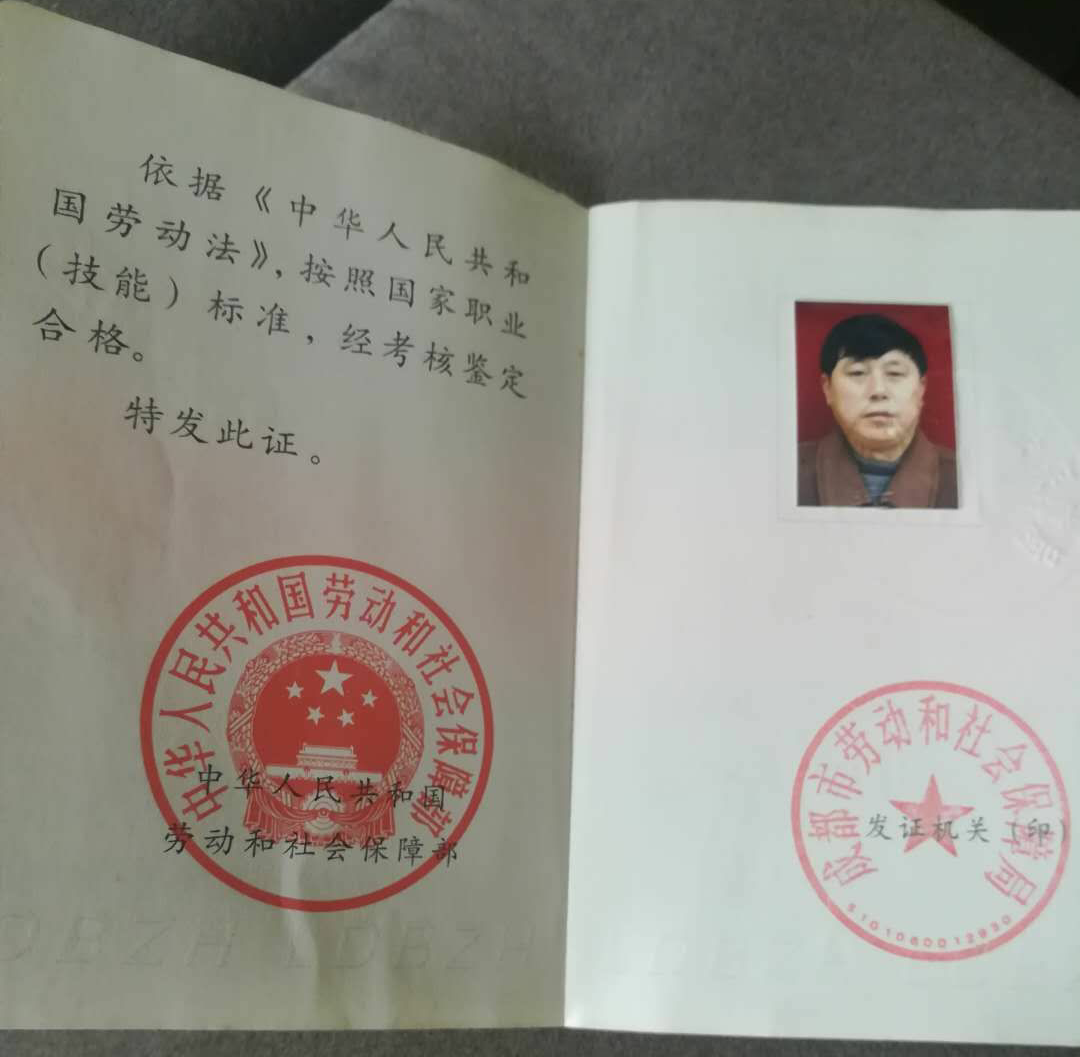 依据《中华人民共和
国劳动法》,按照国家职业
(技能)标准,经考核鉴定
合格。
特发此证。
中华人民共和国劳动和社会保障部
中华人民共和国
劳动和社会保障部
成都市劳动和社会保障局
发证机关(印)
5101060012930